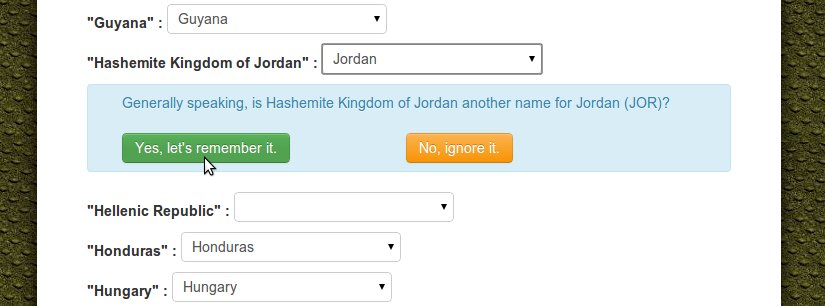 "Guyana" : Guyana
"Hashemite Kingdom of Jordan" : Jordan
Generally speaking, is Hashemite Kingdom of Jordan another name for Jordan (JOR)?
Yes, let's remember it. No, ignore it.
"Hellenic Republic" :
"Honduras" : Honduras
"Hungary" : Hungary